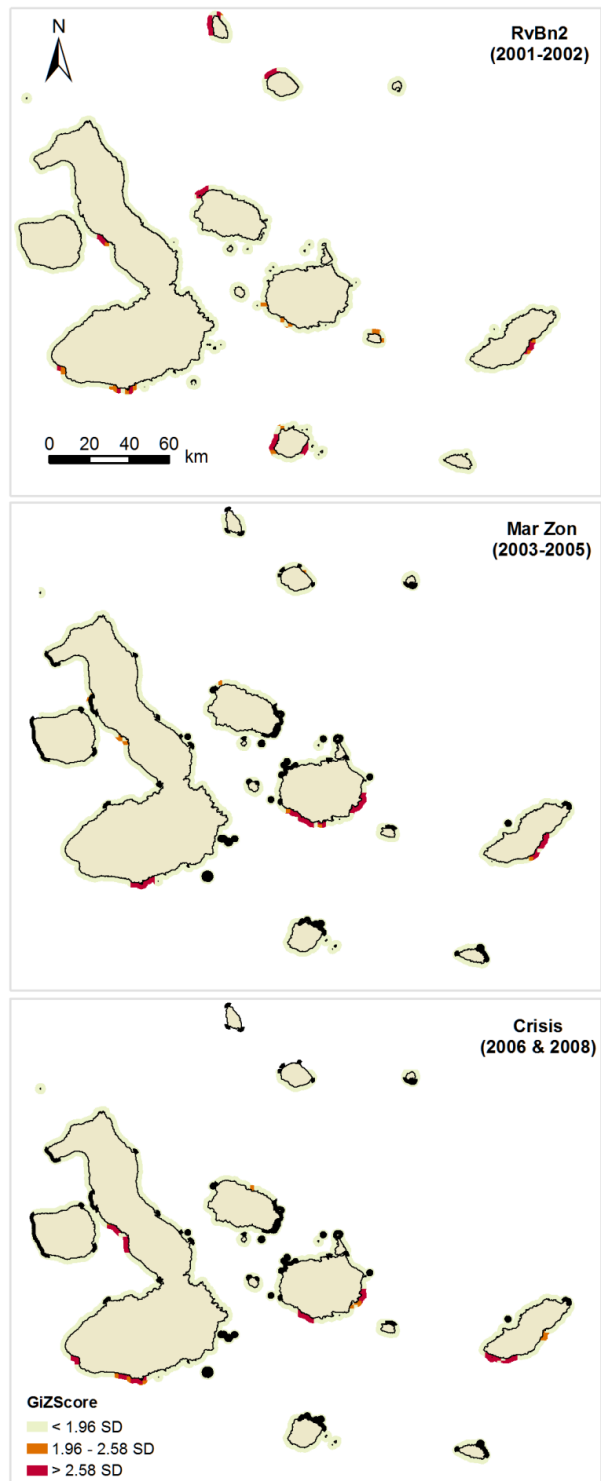 N
RvBn2
(2001-2002)
0 20 40 60
km
Mar Zon
(2003-2005)
Crisis
(2006 & 2008)
GiZScore
< 1.96 SD
1.96 - 2.58 SD
> 2.58 SD